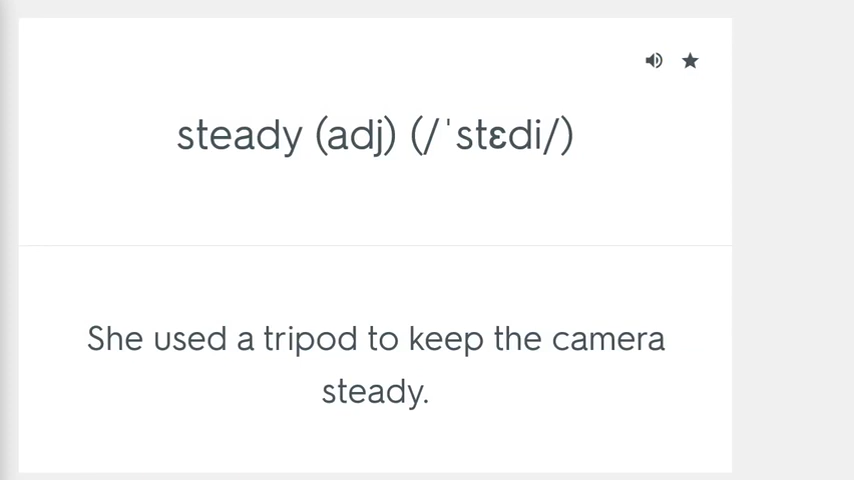 steady (adj) (/ˈstɛdi/)
She used a tripod to keep the camera
steady.